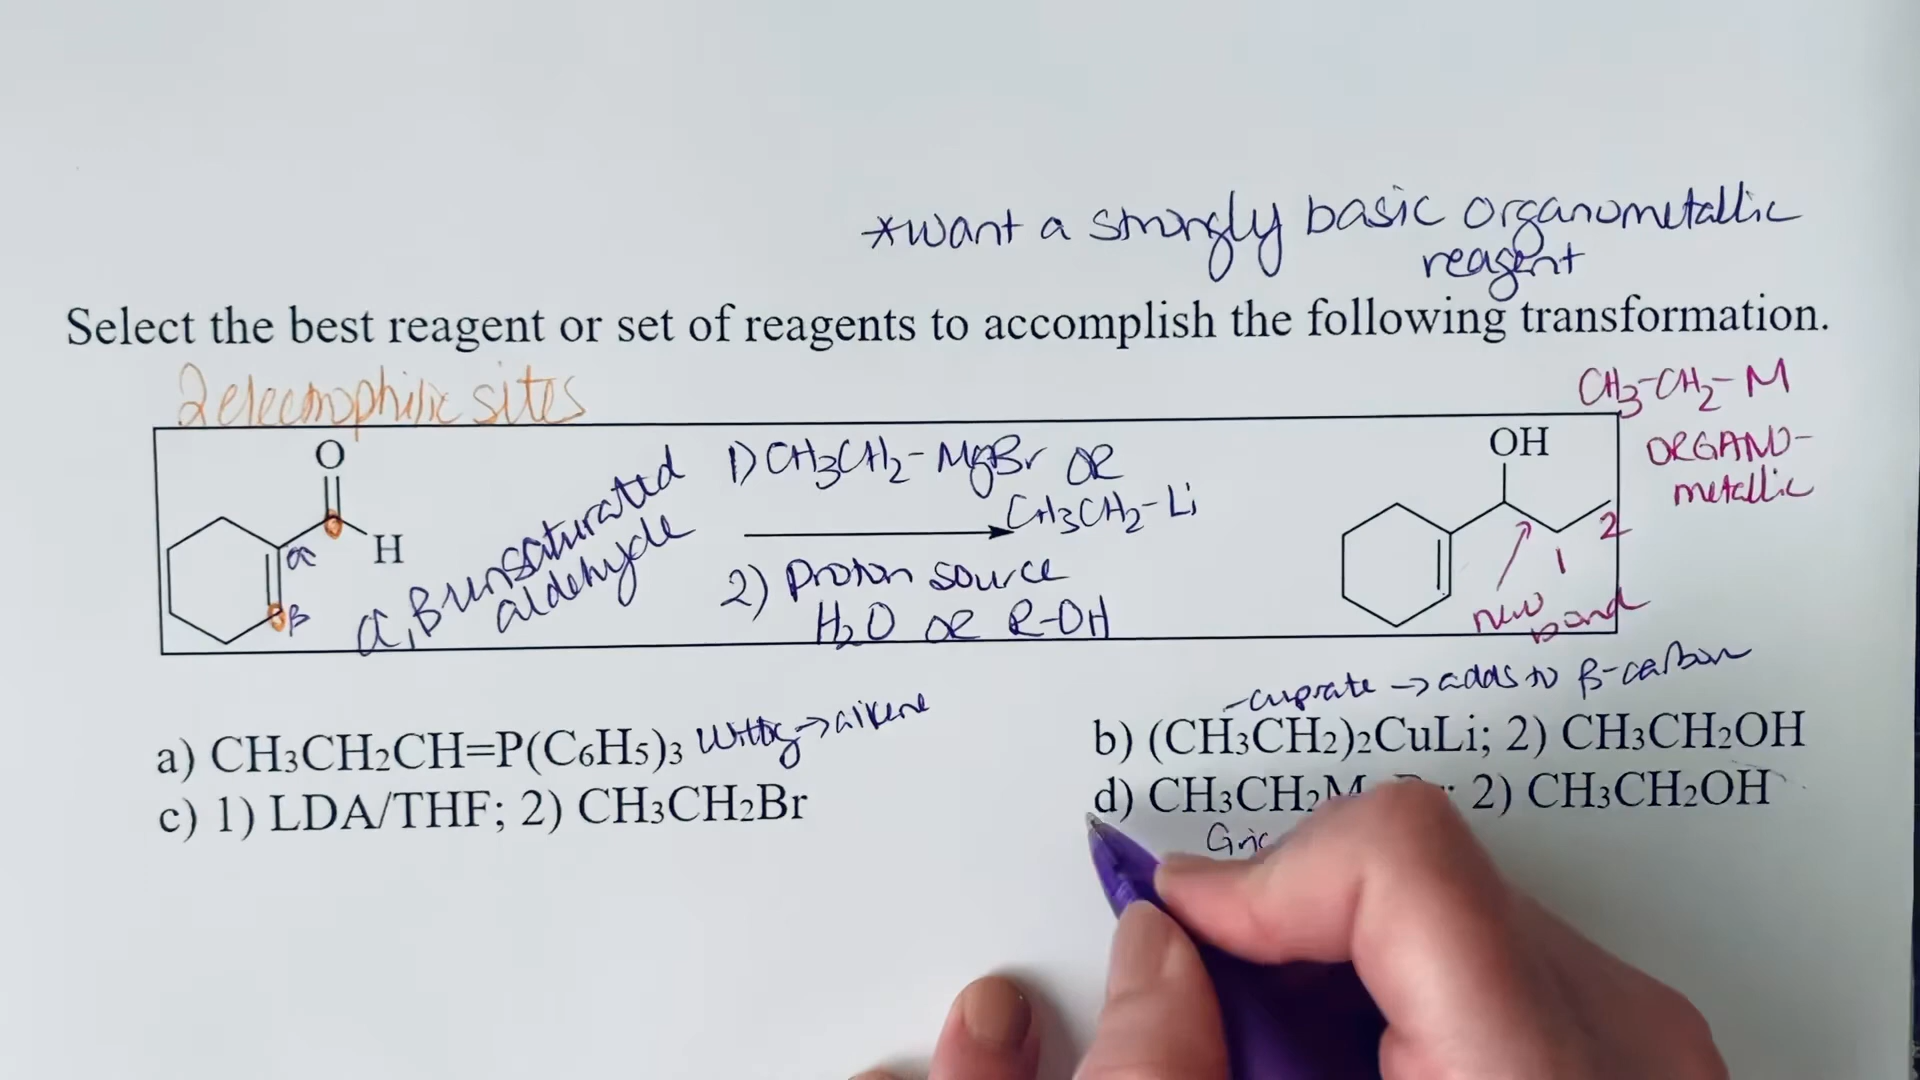 *want a strongly basic organometallic
reagent
Select the best reagent or set of reagents to accomplish the following transformation.
2 electrophilic sites
CH3-CH2-M
ORGANO-
metallic
O
H
α
β
α,β unsaturated
aldehyde
1) CH3CH2-MgBr OR
CH3CH2-Li
2) Proton source
H2O OR R-OH
OH
2
1
new
bond
-cuprate → adds to β-carbon
a) CH3CH2CH=P(C6H5)3 Wittig → alkene
b) (CH3CH2)2CuLi; 2) CH3CH2OH
c) 1) LDA/THF; 2) CH3CH2Br
d) CH3CH2M ; 2) CH3CH2OH